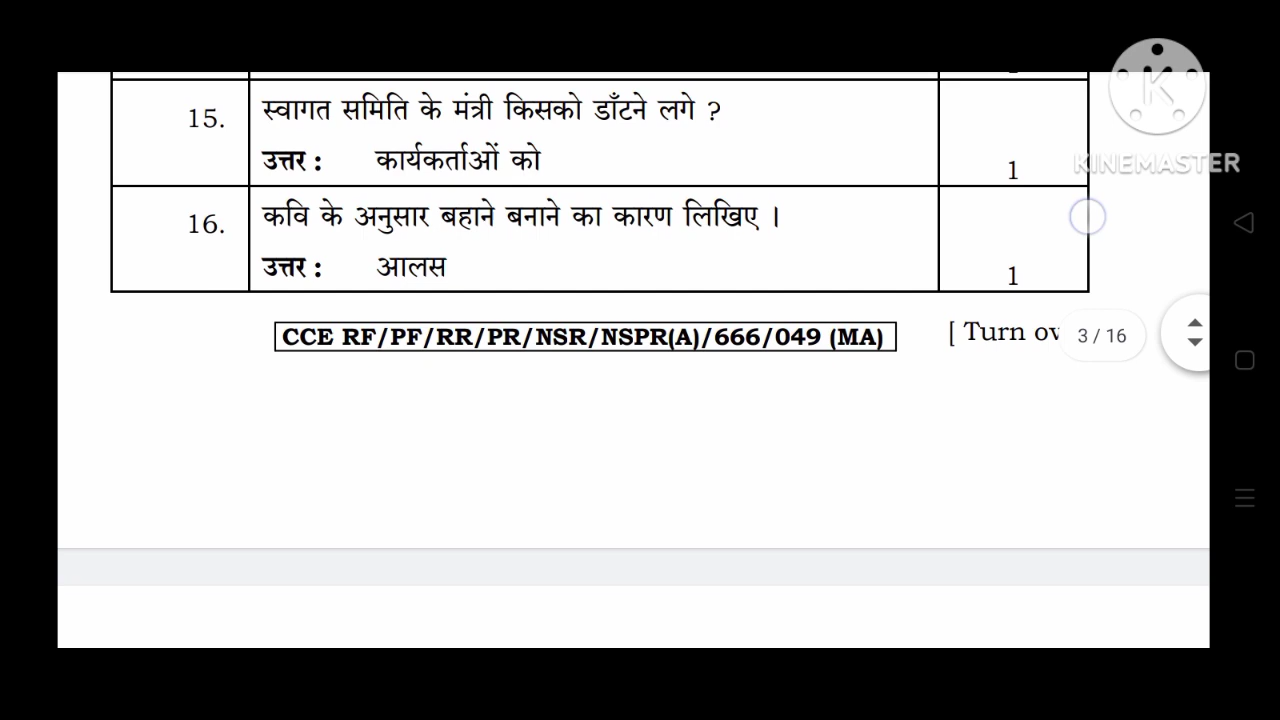 15. स्वागत समिति के मंत्री किसको डाँटने लगे ?
उत्तर : कार्यकर्ताओं को 1
16. कवि के अनुसार बहाने बनाने का कारण लिखिए ।
उत्तर : आलस 1
CCE RF/PF/RR/PR/NSR/NSPR(A)/666/049 (MA) [ Turn ov
3 / 16
K
KINEMASTER